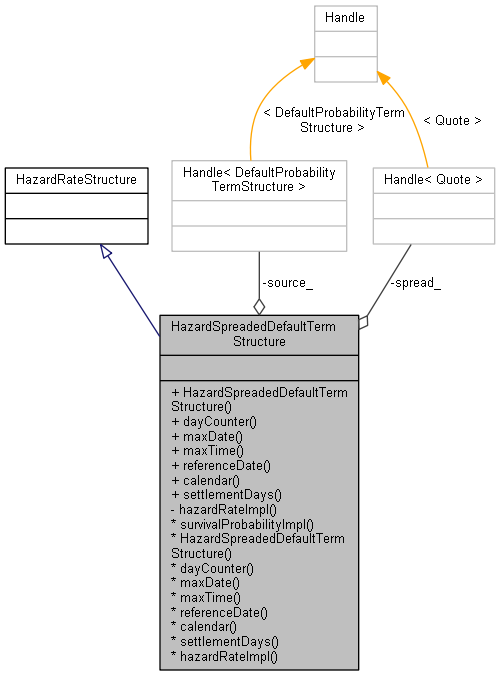 Handle
< DefaultProbabilityTerm
Structure >
< Quote >
HazardRateStructure
Handle< DefaultProbability
TermStructure >
Handle< Quote >
-source_
-spread_
HazardSpreadedDefaultTerm
Structure
+ HazardSpreadedDefaultTerm
Structure()
+ dayCounter()
+ maxDate()
+ maxTime()
+ referenceDate()
+ calendar()
+ settlementDays()
- hazardRateImpl()
* survivalProbabilityImpl()
* HazardSpreadedDefaultTerm
Structure()
* dayCounter()
* maxDate()
* maxTime()
* referenceDate()
* calendar()
* settlementDays()
* hazardRateImpl()